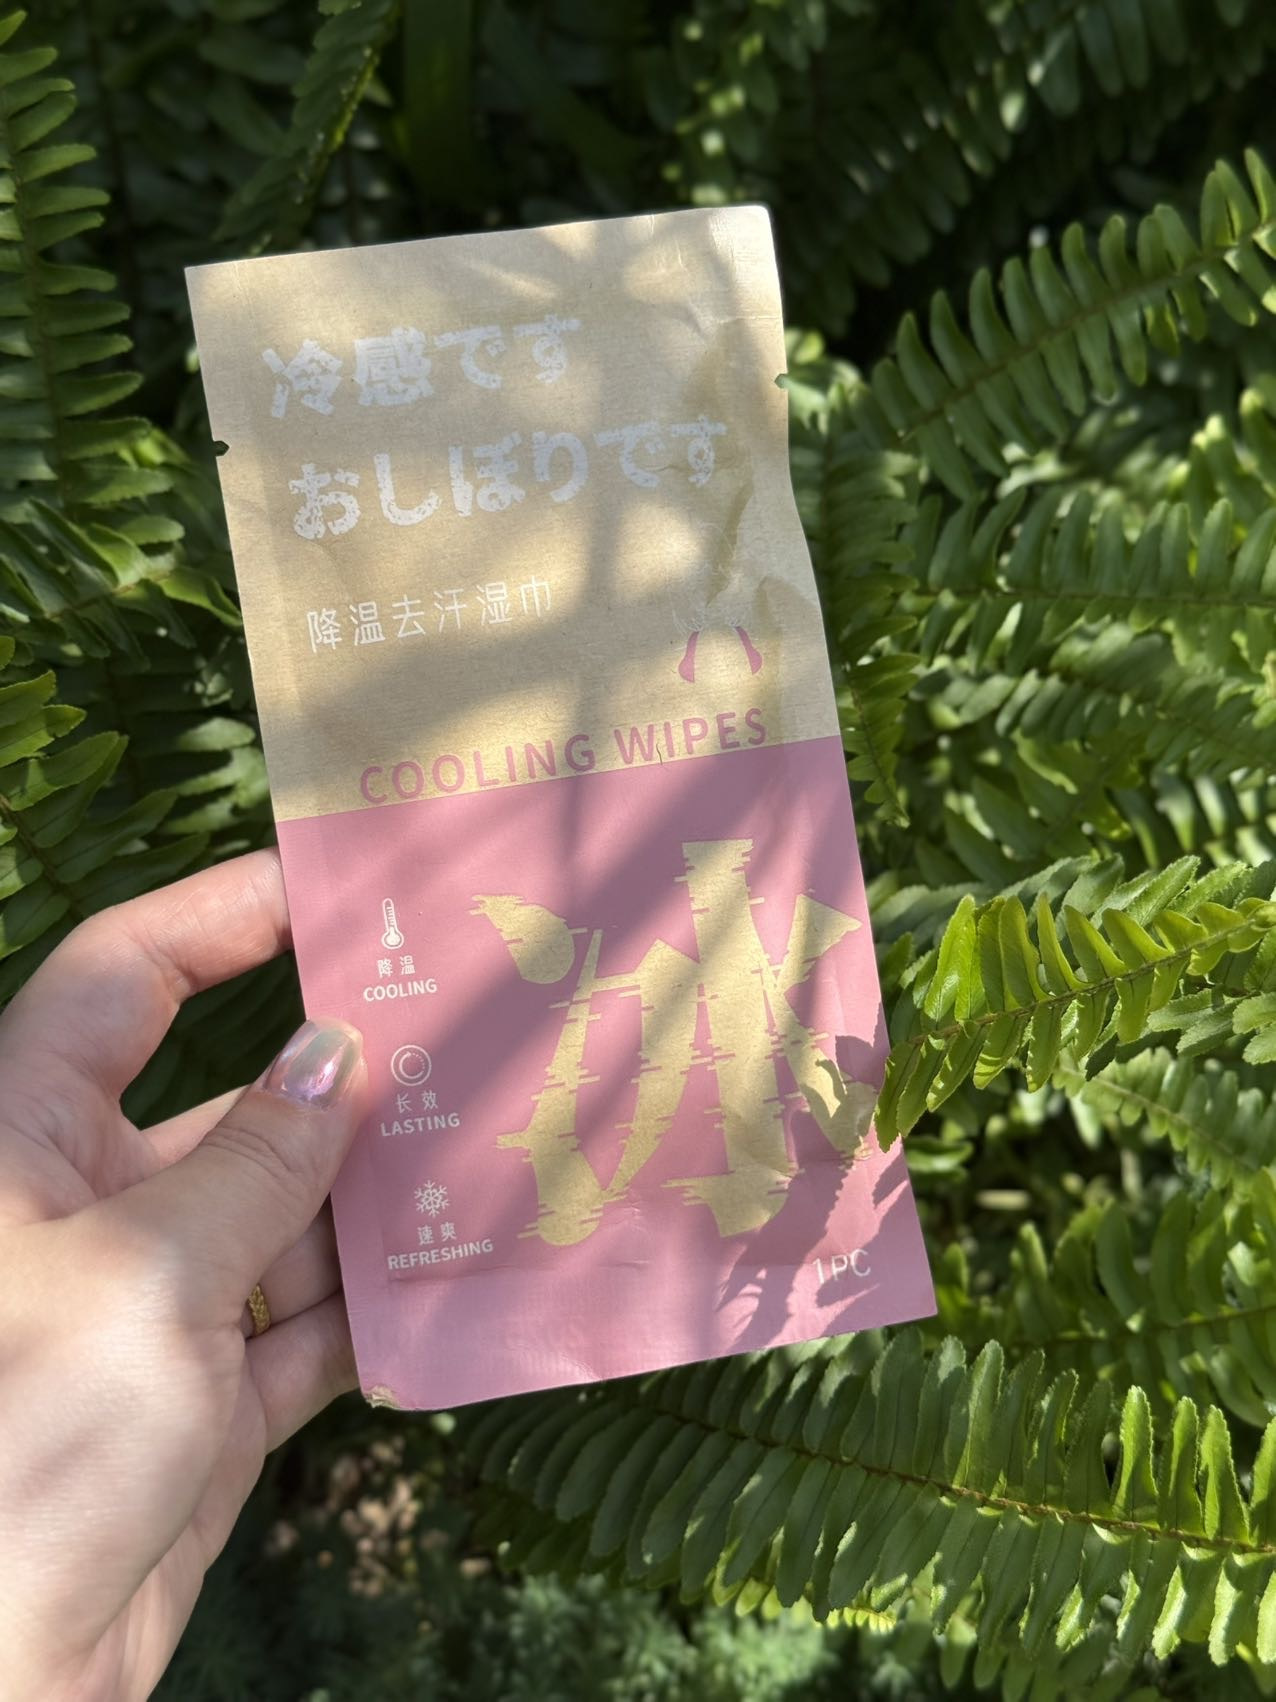 冷感です
おしぼりです
降温去汗湿巾
COOLING WIPES
冰
降温
COOLING
长效
LASTING
速爽
REFRESHING
1PC